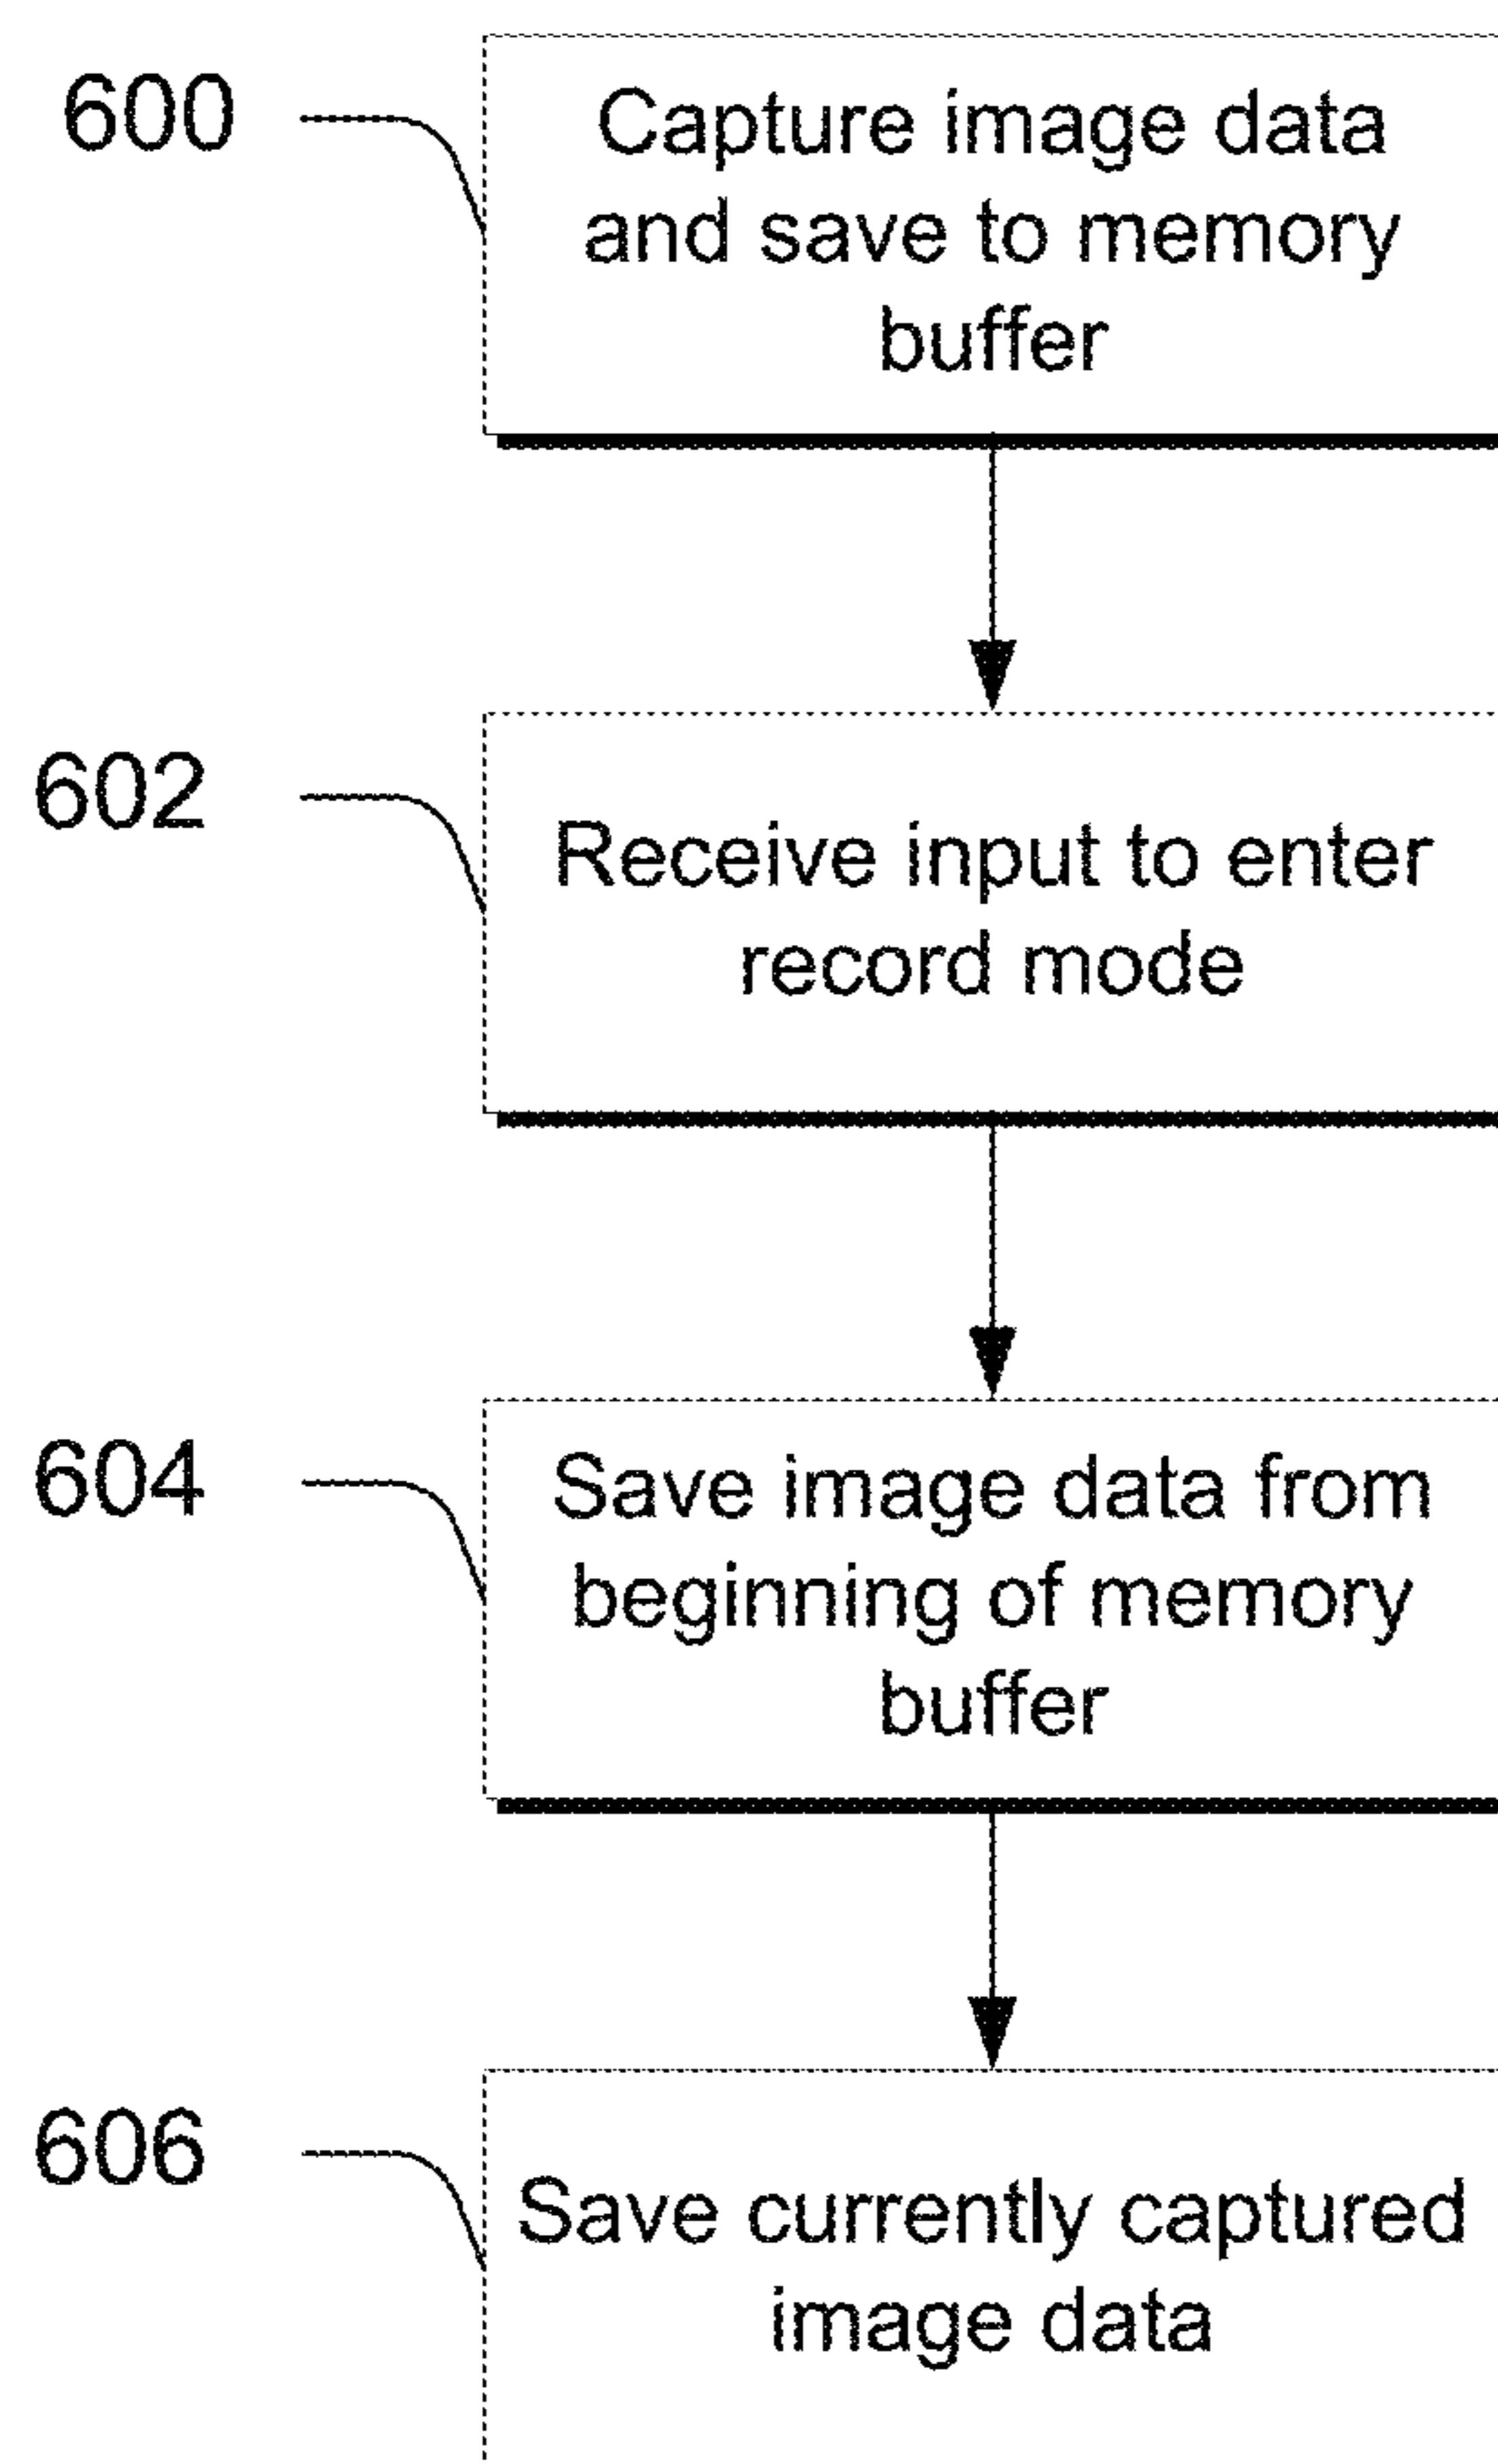 600
Capture image data
and save to memory
buffer
602
Receive input to enter
record mode
604
Save image data from
beginning of memory
buffer
606
Save currently captured
image data